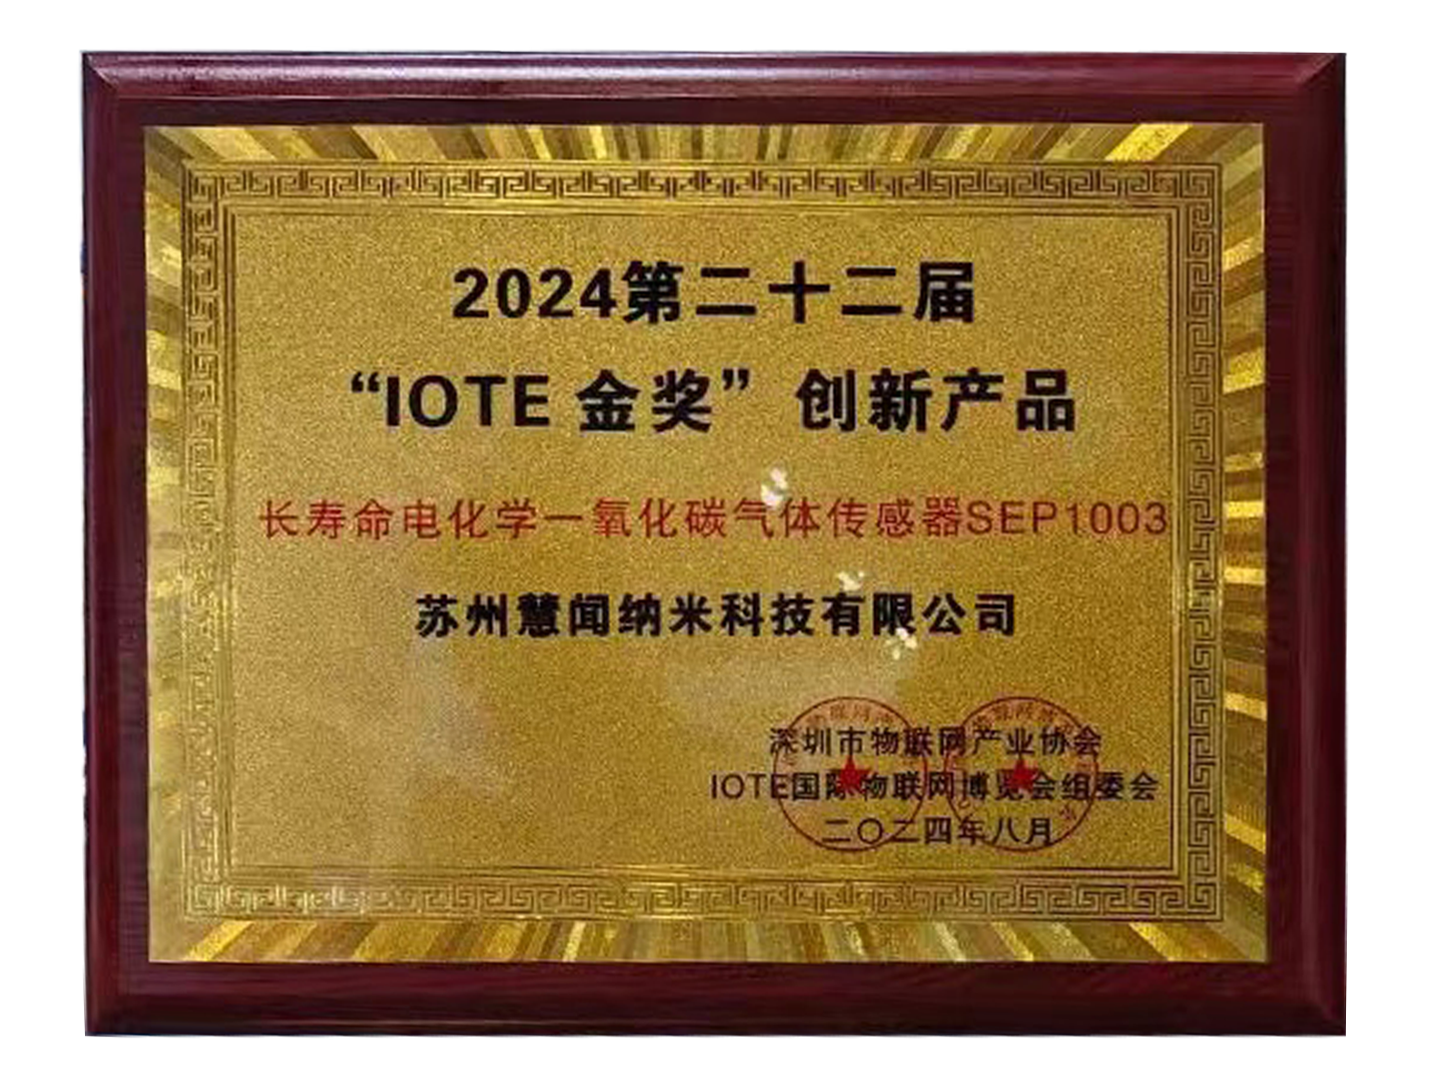 2024第二十二届
“IOTE 金奖”创新产品
长寿命电化学一氧化碳气体传感器SEP1003
苏州慧闻纳米科技有限公司
深圳市物联网产业协会
IOTE国际物联网博览会组委会
二〇二四年八月